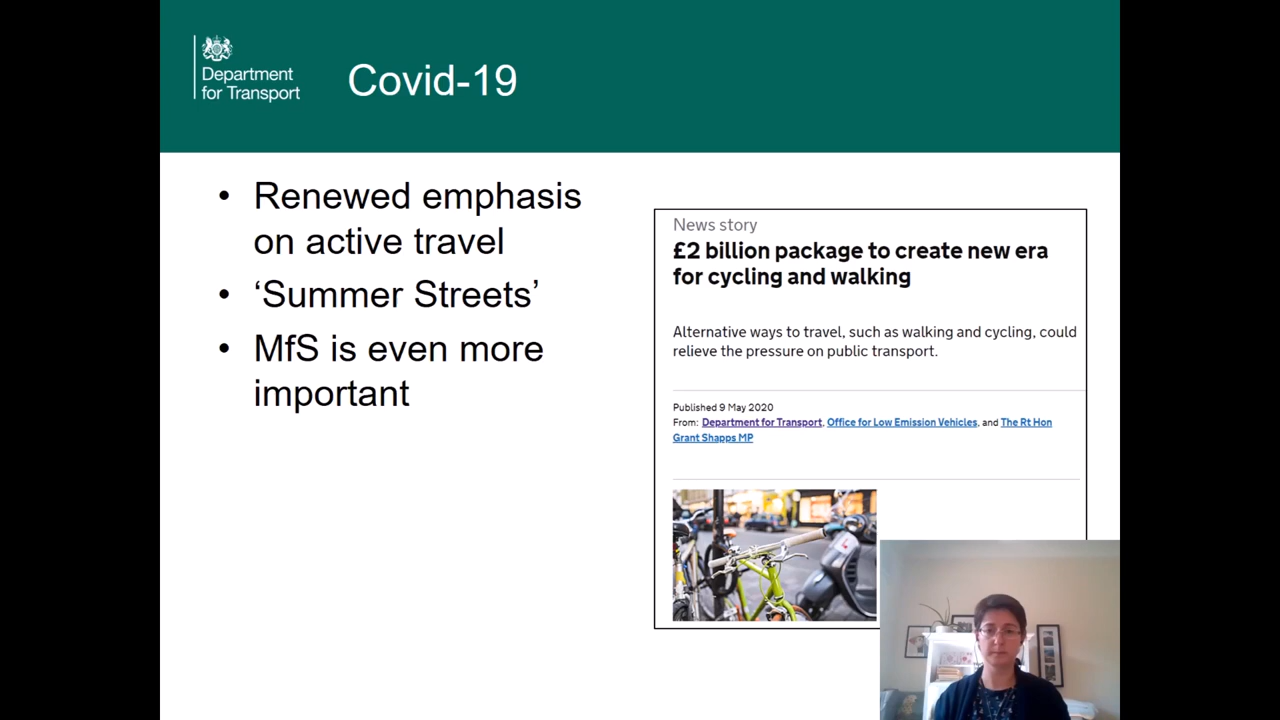 Department
for Transport
Covid-19
• Renewed emphasis
on active travel
• ‘Summer Streets’
• MfS is even more
important
News story
£2 billion package to create new era
for cycling and walking
Alternative ways to travel, such as walking and cycling, could
relieve the pressure on public transport.
Published 9 May 2020
From: Department for Transport, Office for Low Emission Vehicles, and The Rt Hon
Grant Shapps MP